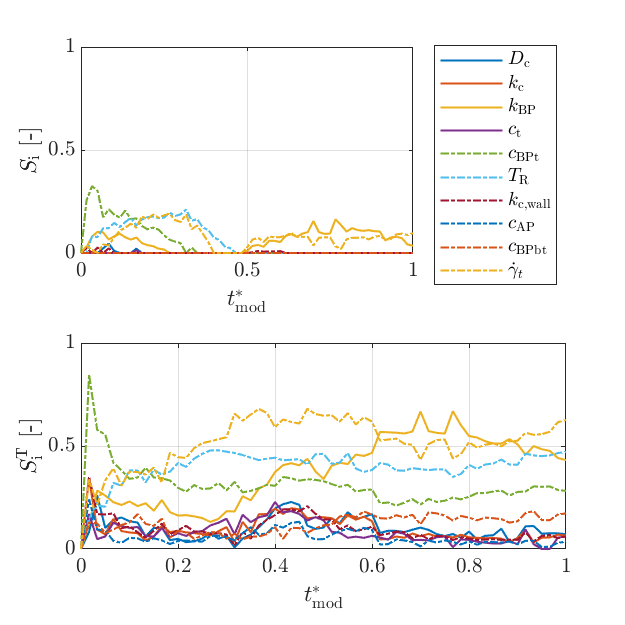 1
0.5
0
S_i [-]
0 0.5 1
t*_mod
D_c
k_c
k_BP
c_t
c_BPt
T_R
k_c,wall
c_AP
c_BPbt
γ̇_t
1
0.5
0
S_i^T [-]
0 0.2 0.4 0.6 0.8 1
t*_mod